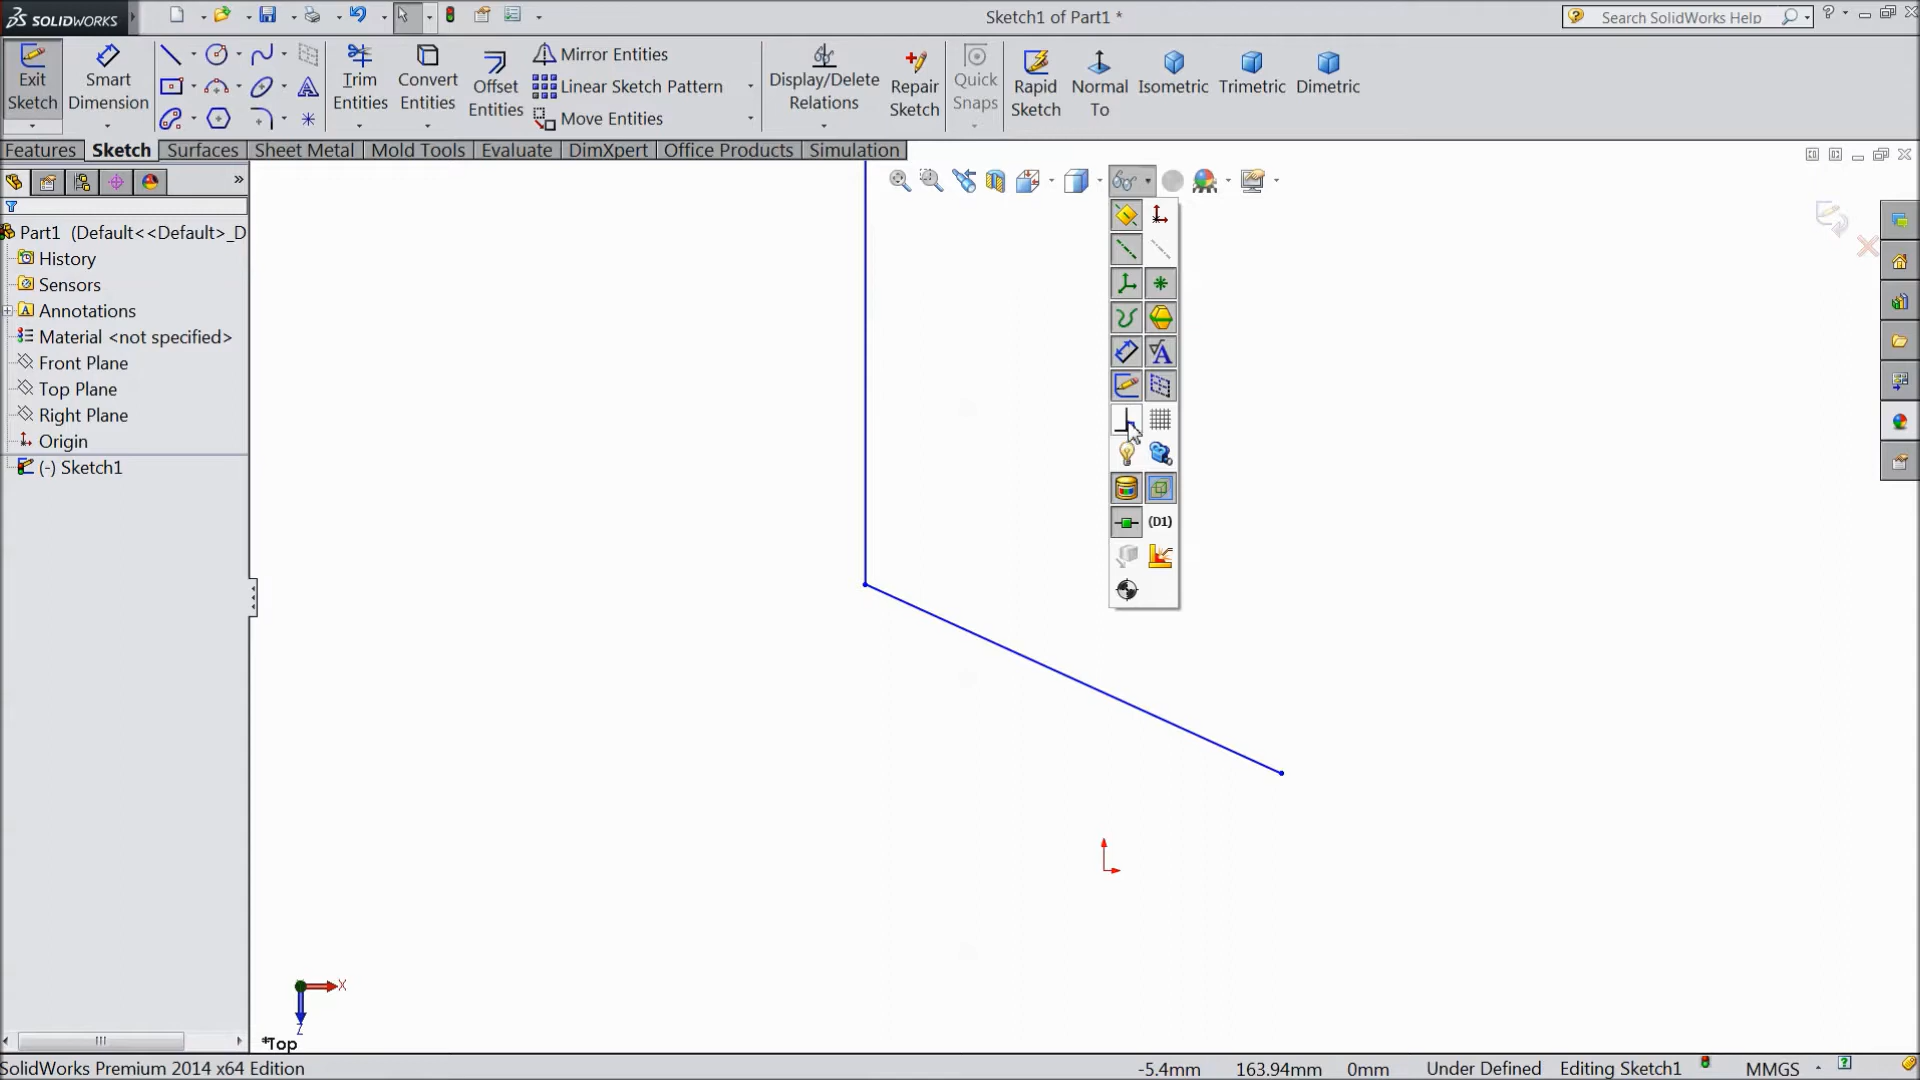 SOLIDWORKS
Sketch1 of Part1 *
Search SolidWorks Help
Exit Sketch
Smart Dimension
Trim Entities
Convert Entities
Offset Entities
Mirror Entities
Linear Sketch Pattern
Move Entities
Display/Delete Relations
Repair Sketch
Quick Snaps
Rapid Sketch
Normal To
Isometric
Trimetric
Dimetric
Features Sketch Surfaces Sheet Metal Mold Tools Evaluate DimXpert Office Products Simulation
Part1 (Default<<Default>_D
History
Sensors
Annotations
Material <not specified>
Front Plane
Top Plane
Right Plane
Origin
(-) Sketch1
(D1)
X
Z
*Top
SolidWorks Premium 2014 x64 Edition
-5.4mm 163.94mm 0mm Under Defined Editing Sketch1 MMGS